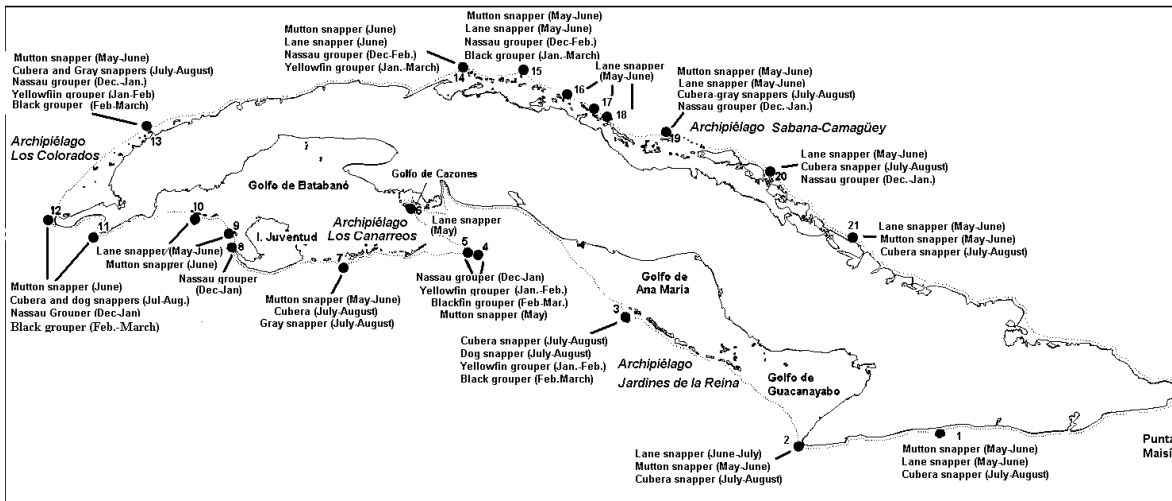 Mutton snapper (May-June)
Cubera and Gray snappers (July-August)
Nassau grouper (Dec.-Jan.)
Yellowfin grouper (Jan-Feb)
Black grouper (Feb-March)
13
Archipiélago
Los Colorados
Mutton snapper (June)
Lane snapper (June)
Nassau grouper (Dec-Feb.)
Yellowfin grouper (Jan.-March)
14
Mutton snapper (May-June)
Lane snapper (May-June)
Nassau grouper (Dec-Feb.)
Black grouper (Jan.-March)
15
Lane snapper
(May-June)
16
17
18
Mutton snapper (May-June)
Lane snapper (May-June)
Cubera-gray snappers (July-August)
Nassau grouper (Dec.-Jan.)
19
Archipiélago Sabana-Camagüey
Lane snapper (May-June)
Cubera snapper (July-August)
Nassau grouper (Dec.-Jan.)
20
21
Lane snapper (May-June)
Mutton snapper (May-June)
Cubera snapper (July-August)
Golfo de Batabanó
Golfo de Cazones
6
Lane snapper
(May)
Archipiélago
Los Canarreos
I. Juventud
12
11
10
9
8
Lane snapper (May-June)
Mutton snapper (June)
Nassau grouper
(Dec-Jan)
Mutton snapper (June)
Cubera and dog snappers (Jul-Aug.)
Nassau Grouper (Dec-Jan)
Black grouper (Feb.-March)
7
Mutton snapper (May-June)
Cubera (July-August)
Gray snapper (July-August)
5
4
Nassau grouper (Dec-Jan)
Yellowfin grouper (Jan.-Feb.)
Blackfin grouper (Feb-Mar.)
Mutton snapper (May)
Golfo de
Ana Maria
3
Cubera snapper (July-August)
Dog snapper (July-August)
Yellowfin grouper (Jan.-Feb.)
Black grouper (Feb.March)
Archipiélago
Jardines de la Reina
Golfo de
Guacanayabo
2
Lane snapper (June-July)
Mutton snapper (May-June)
Cubera snapper (July-August)
1
Mutton snapper (May-June)
Lane snapper (May-June)
Cubera snapper (July-August)
Punta
Maisí